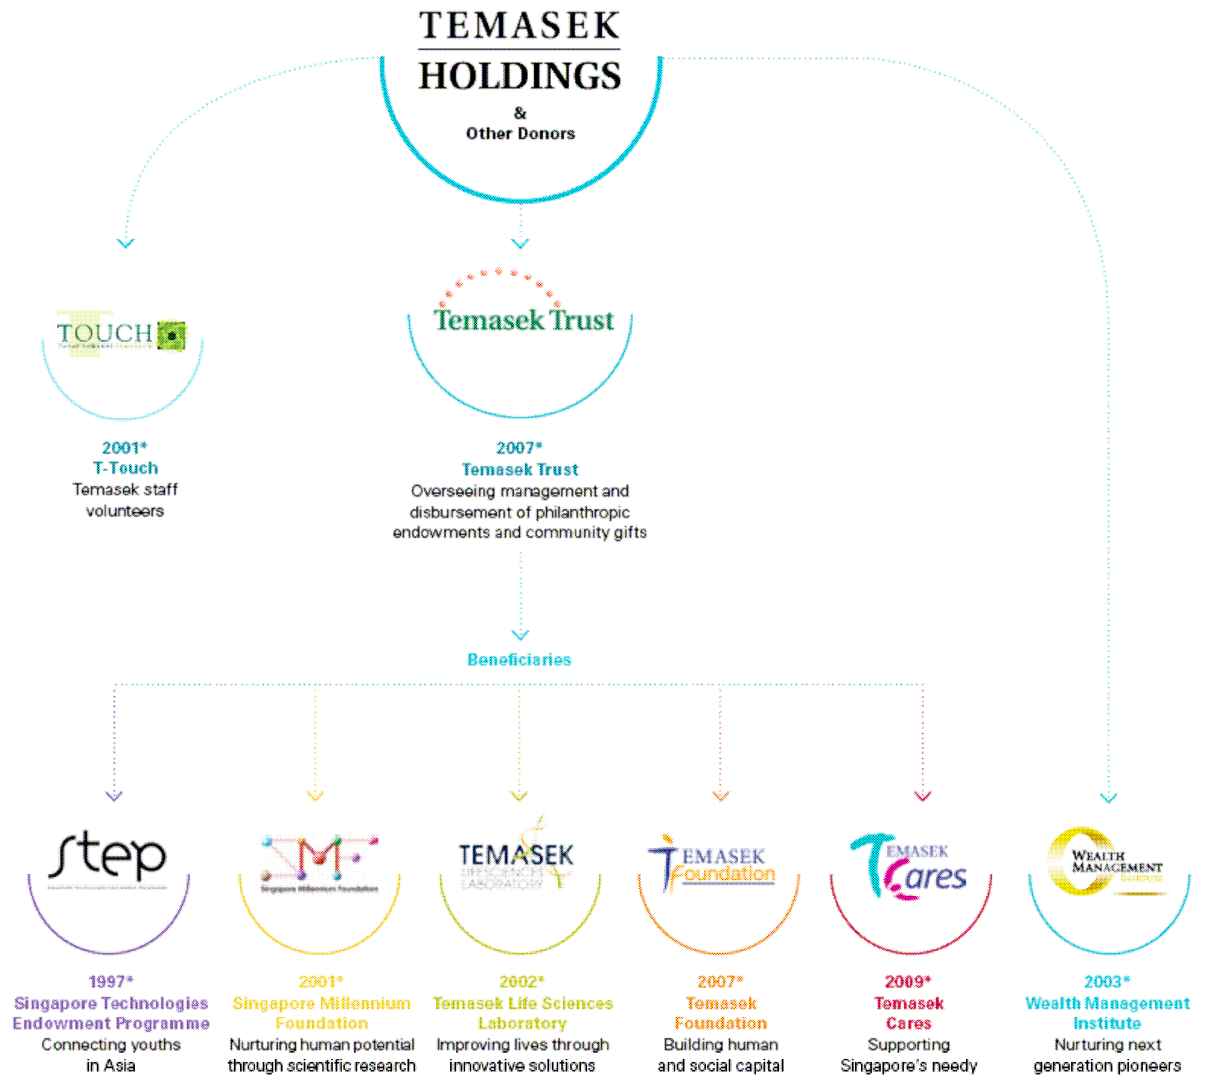 TEMASEK
HOLDINGS
&
Other Donors
TOUCH
Temasek Trust
2001*
T-Touch
Temasek staff
volunteers
2007*
Temasek Trust
Overseeing management and
disbursement of philanthropic
endowments and community gifts
Beneficiaries
step
SMF
Singapore Millennium Foundation
TEMASEK
LIFESCIENCES
LABORATORY
TEMASEK
Foundation
TEMASEK
Cares
WEALTH
MANAGEMENT
INSTITUTE
1997*
Singapore Technologies
Endowment Programme
Connecting youths
in Asia
2001*
Singapore Millennium
Foundation
Nurturing human potential
through scientific research
2002*
Temasek Life Sciences
Laboratory
Improving lives through
innovative solutions
2007*
Temasek
Foundation
Building human
and social capital
2009*
Temasek
Cares
Supporting
Singapore's needy
2003*
Wealth Management
Institute
Nurturing next
generation pioneers